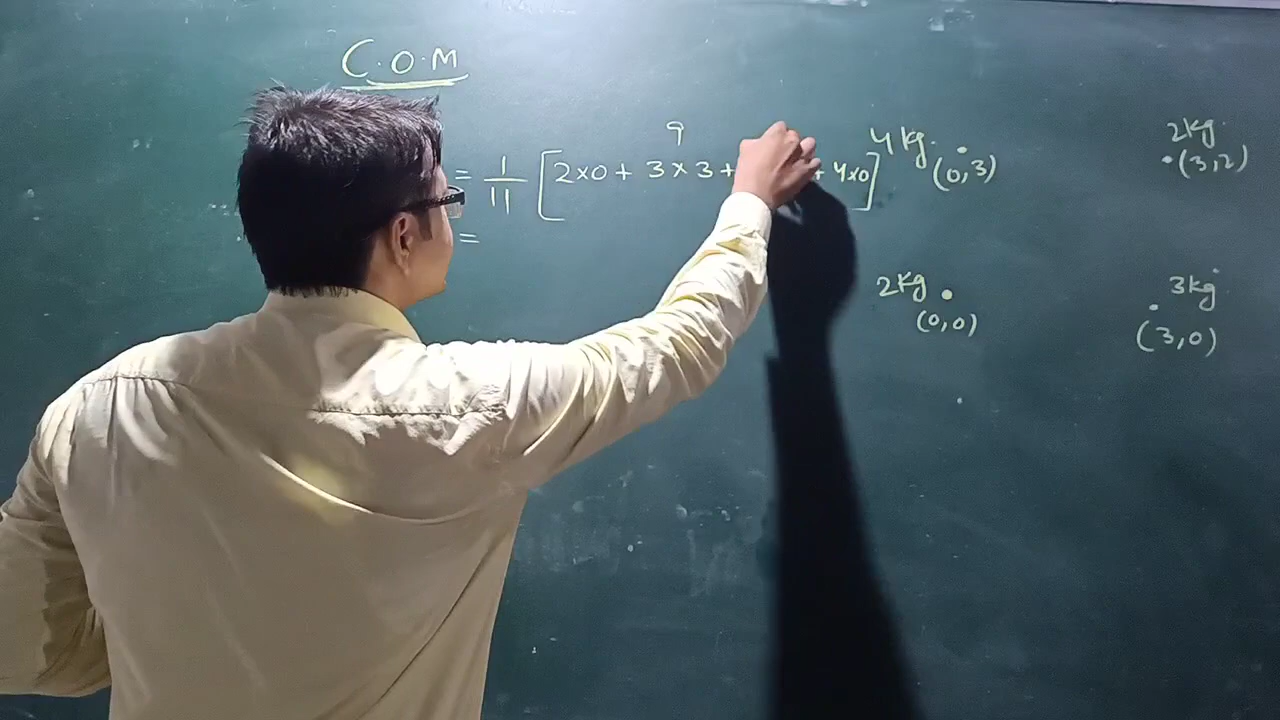 C.O.M
9
= 1/11 [2×0 + 3×3 + + 4×0]
=
4kg.
(0,3)
2kg.
(3,2)
2kg
(0,0)
3kg
(3,0)